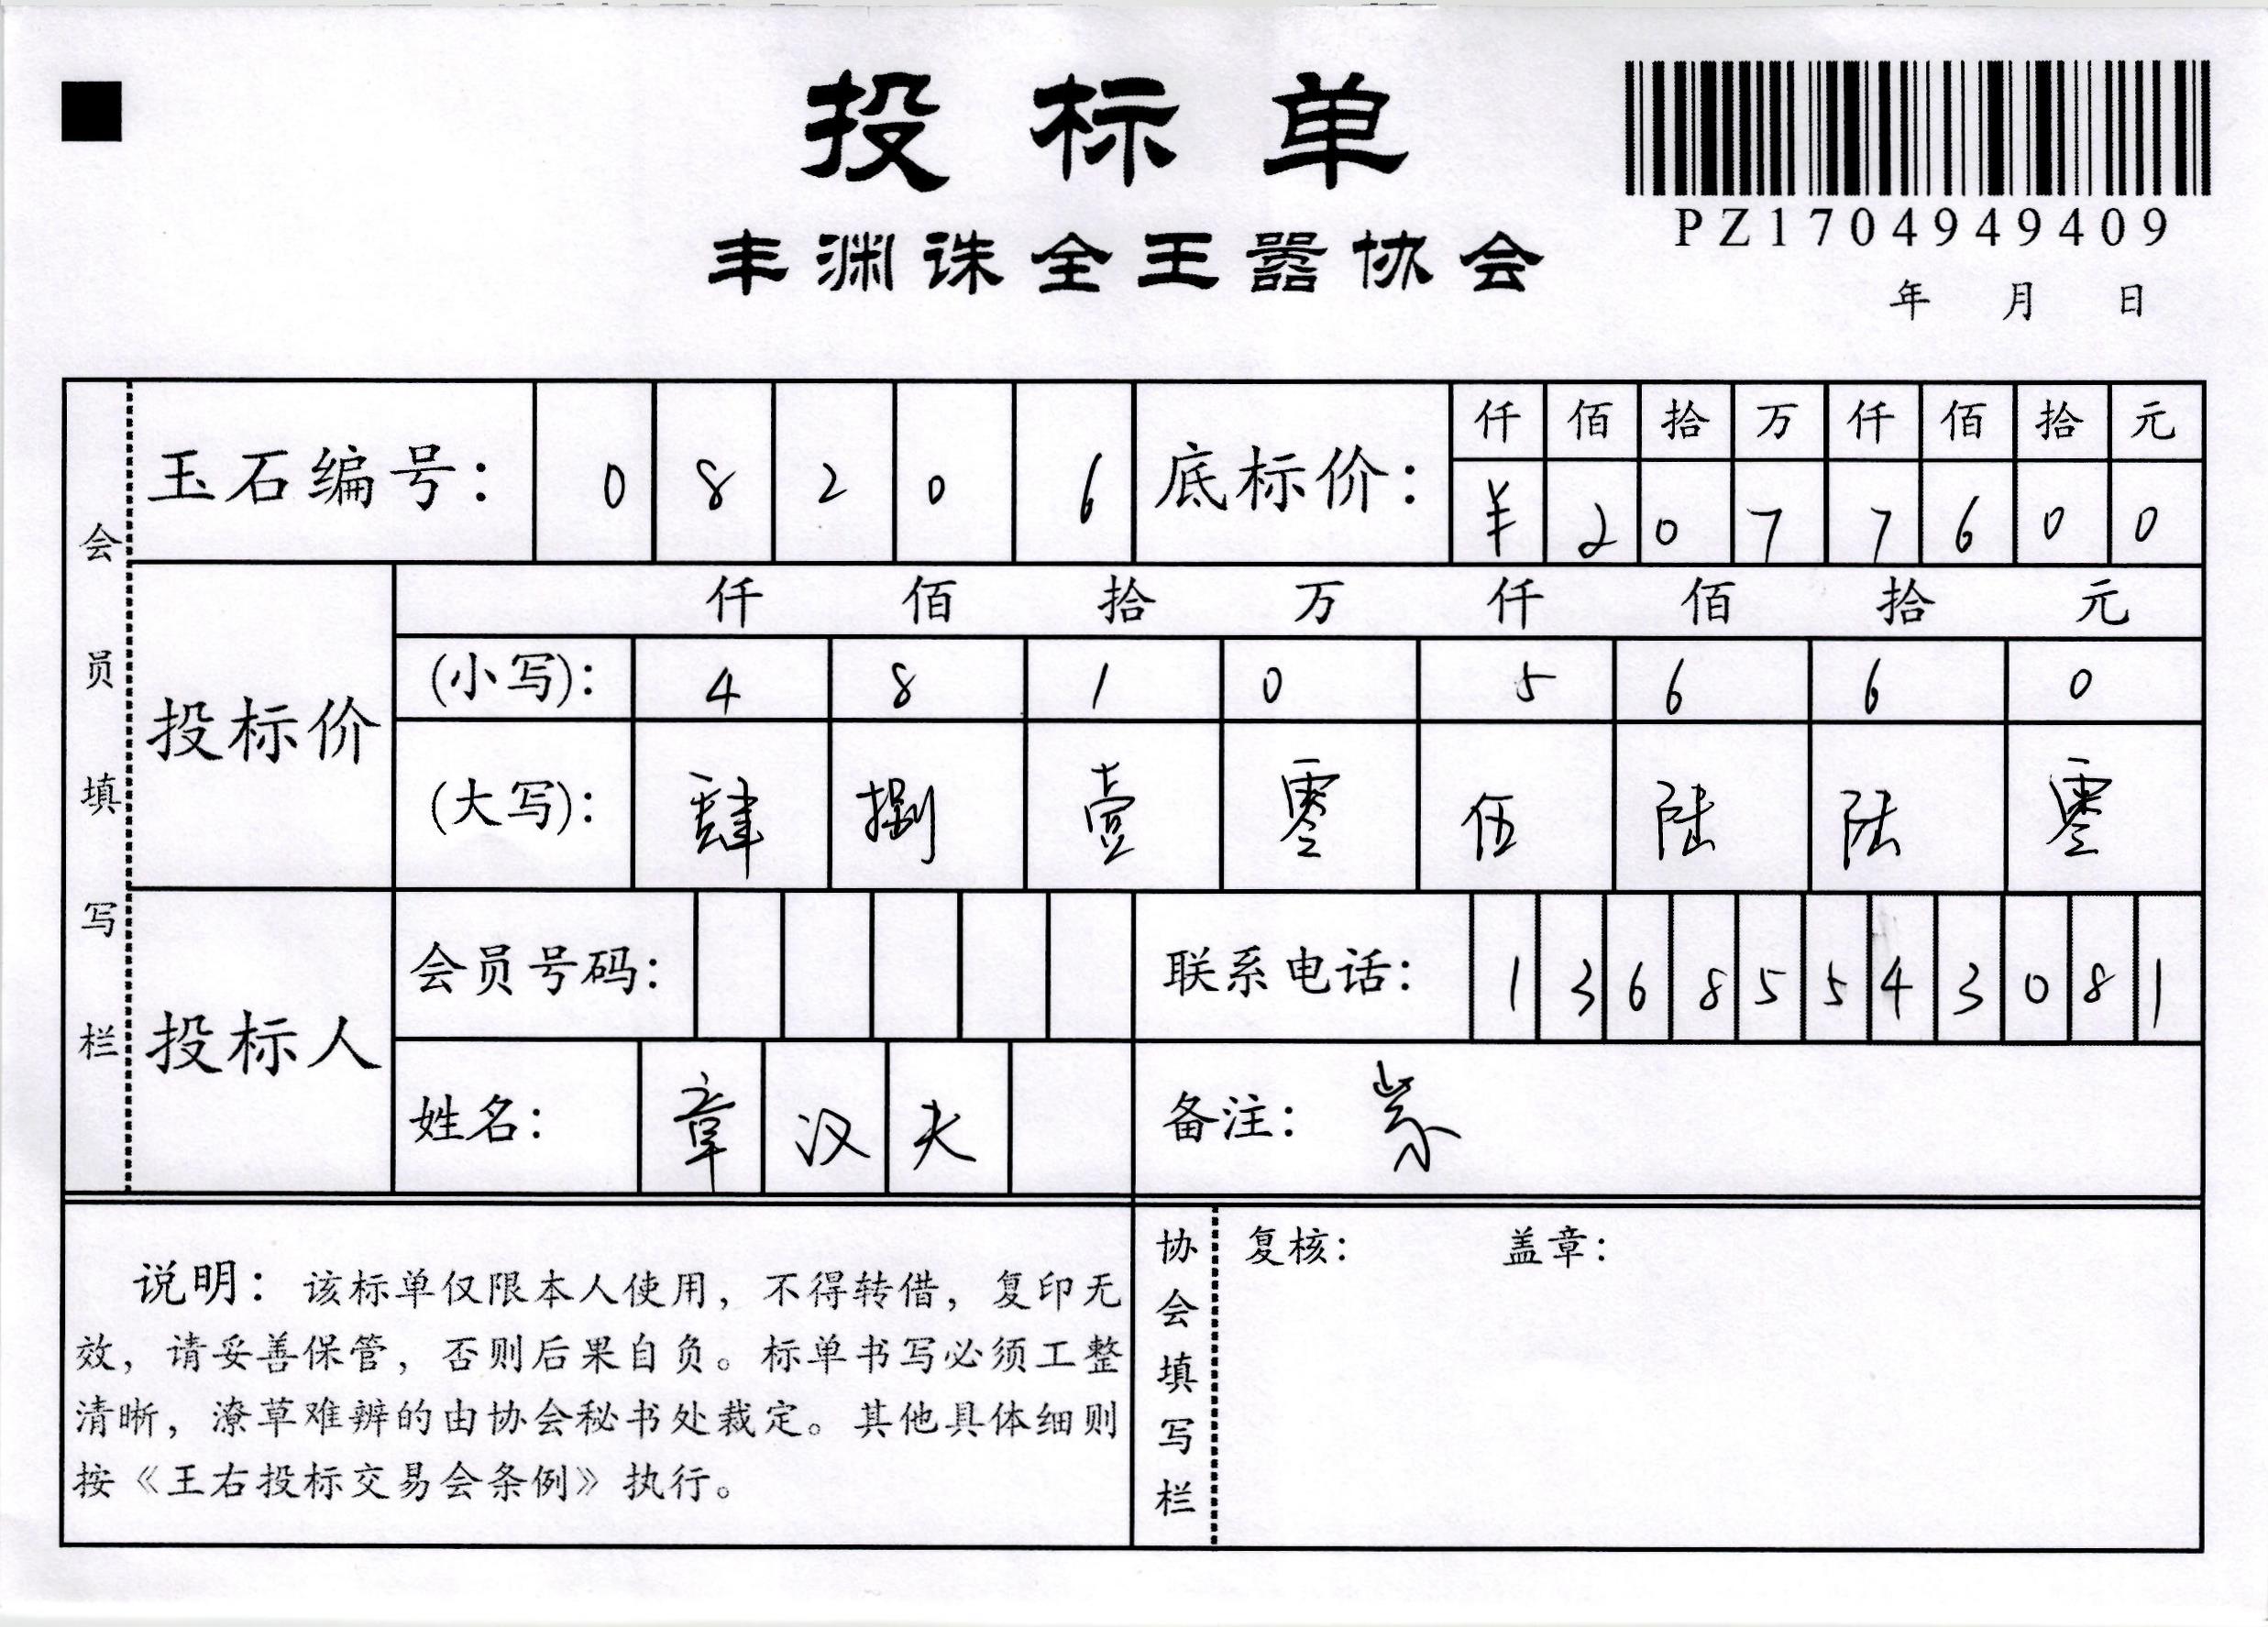 投标单
丰渊诛全王嚣协会
PZ1704949409
年 月 日
会员填写栏
玉石编号： 0 8 2 0 6
底标价： 仟 佰 拾 万 仟 佰 拾 元
¥ 2 0 7 7 6 0 0
投标价
仟 佰 拾 万 仟 佰 拾 元
(小写)： 4 8 1 0 5 6 6 0
(大写)： 肆 捌 壹 零 伍 陆 陆 零
投标人
会员号码：
联系电话： 1 3 6 8 5 5 4 3 0 8 1
姓名： 章 汉 夫
备注：
说明：该标单仅限本人使用，不得转借，复印无
效，请妥善保管，否则后果自负。标单书写必须工整
清晰，潦草难辨的由协会秘书处裁定。其他具体细则
按《王右投标交易会条例》执行。
协会填写栏
复核： 盖章：